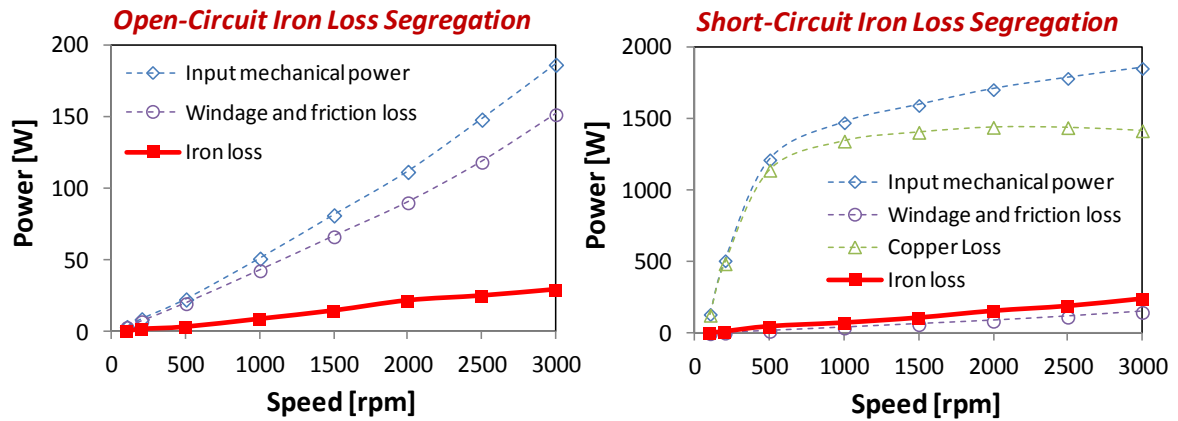 Open-Circuit Iron Loss Segregation
200
150
100
50
0
Power [W]
Input mechanical power
Windage and friction loss
Iron loss
0 500 1000 1500 2000 2500 3000
Speed [rpm]
Short-Circuit Iron Loss Segregation
2000
1500
1000
500
0
Power [W]
Input mechanical power
Windage and friction loss
Copper Loss
Iron loss
0 500 1000 1500 2000 2500 3000
Speed [rpm]